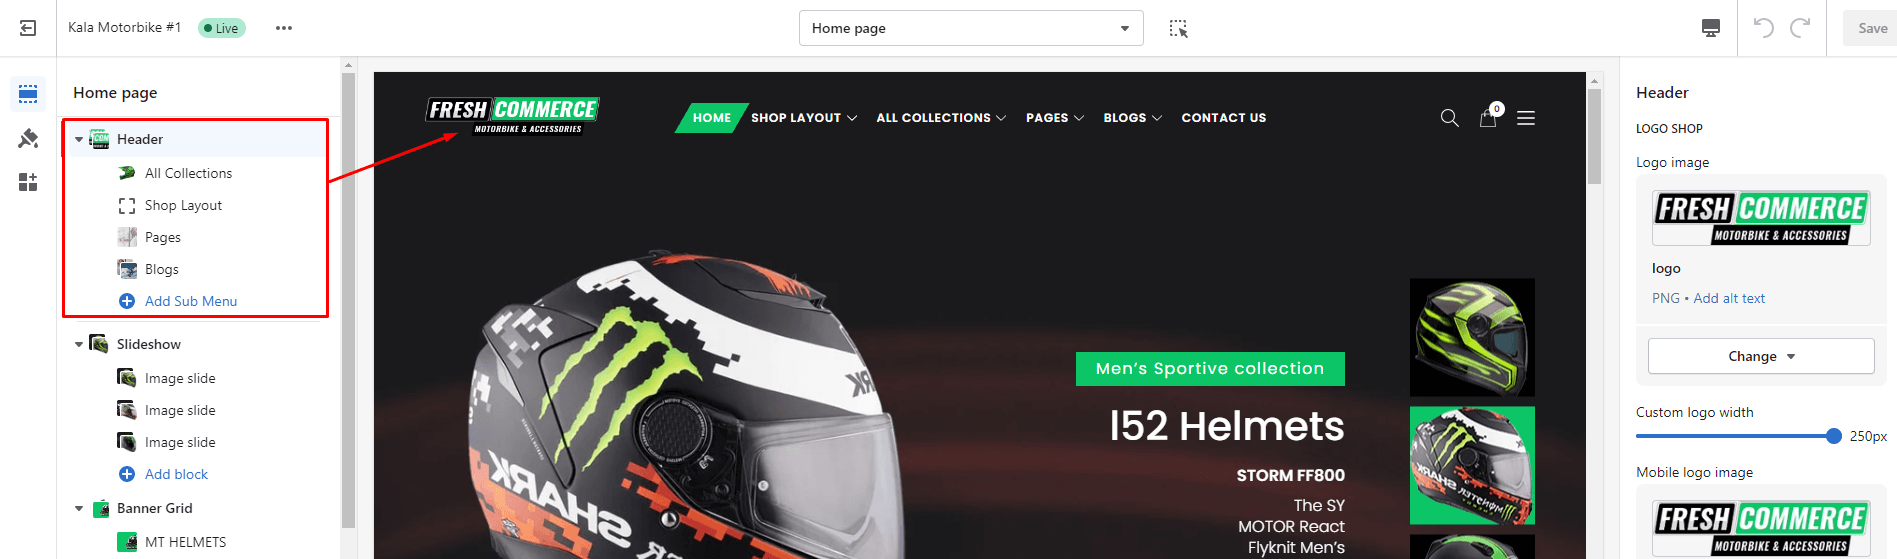 Kala Motorbike #1
Live
Home page
Save
Home page
Header
All Collections
Shop Layout
Pages
Blogs
Add Sub Menu
Slideshow
Image slide
Image slide
Image slide
Add block
Banner Grid
MT HELMETS
FRESH COMMERCE
MOTORBIKE & ACCESSORIES
HOME
SHOP LAYOUT
ALL COLLECTIONS
PAGES
BLOGS
CONTACT US
0
SHARK
Men's Sportive collection
I52 Helmets
STORM FF800
The SY
MOTOR React
Flyknit Men's
Header
LOGO SHOP
Logo image
FRESH COMMERCE
MOTORBIKE & ACCESSORIES
logo
PNG • Add alt text
Change
Custom logo width
250px
Mobile logo image
FRESH COMMERCE
MOTORBIKE & ACCESSORIES